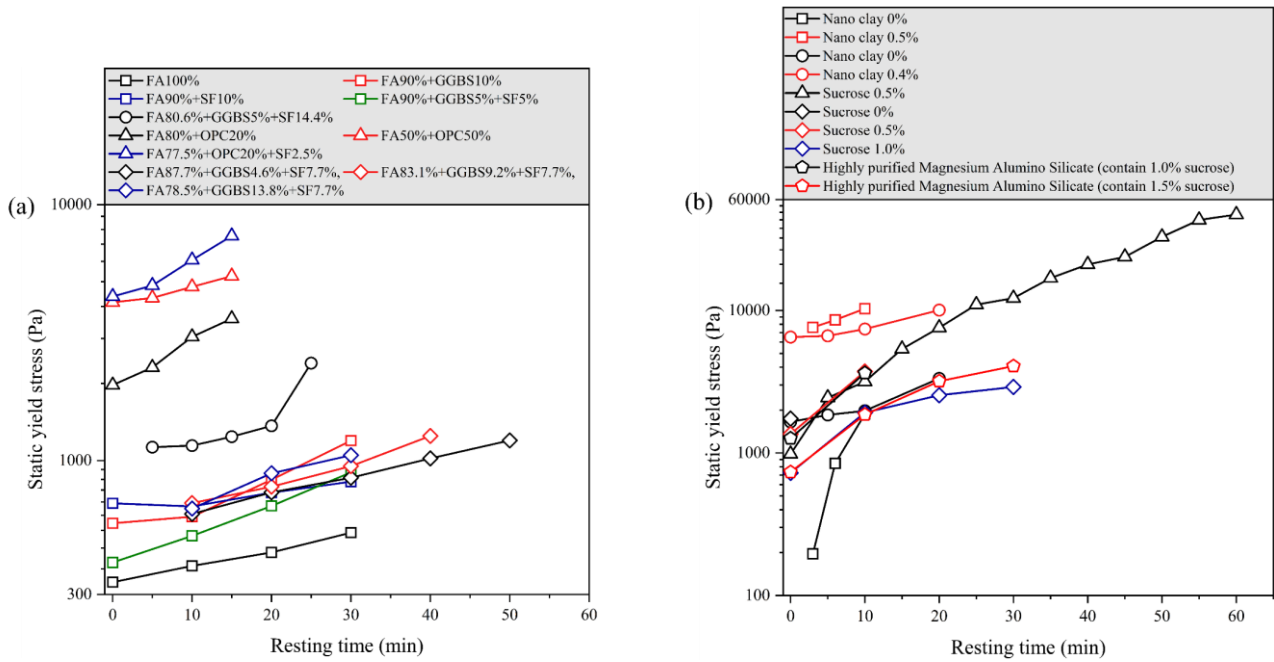 (a)
FA100%
FA90%+GGBS10%
FA90%+SF10%
FA90%+GGBS5%+SF5%
FA80.6%+GGBS5%+SF14.4%
FA80%+OPC20%
FA50%+OPC50%
FA77.5%+OPC20%+SF2.5%
FA87.7%+GGBS4.6%+SF7.7%,
FA83.1%+GGBS9.2%+SF7.7%,
FA78.5%+GGBS13.8%+SF7.7%
10000
1000
300
Static yield stress (Pa)
0 10 20 30 40 50 60
Resting time (min)
(b)
Nano clay 0%
Nano clay 0.5%
Nano clay 0%
Nano clay 0.4%
Sucrose 0.5%
Sucrose 0%
Sucrose 0.5%
Sucrose 1.0%
Highly purified Magnesium Alumino Silicate (contain 1.0% sucrose)
Highly purified Magnesium Alumino Silicate (contain 1.5% sucrose)
60000
10000
1000
100
Static yield stress (Pa)
0 10 20 30 40 50 60
Resting time (min)